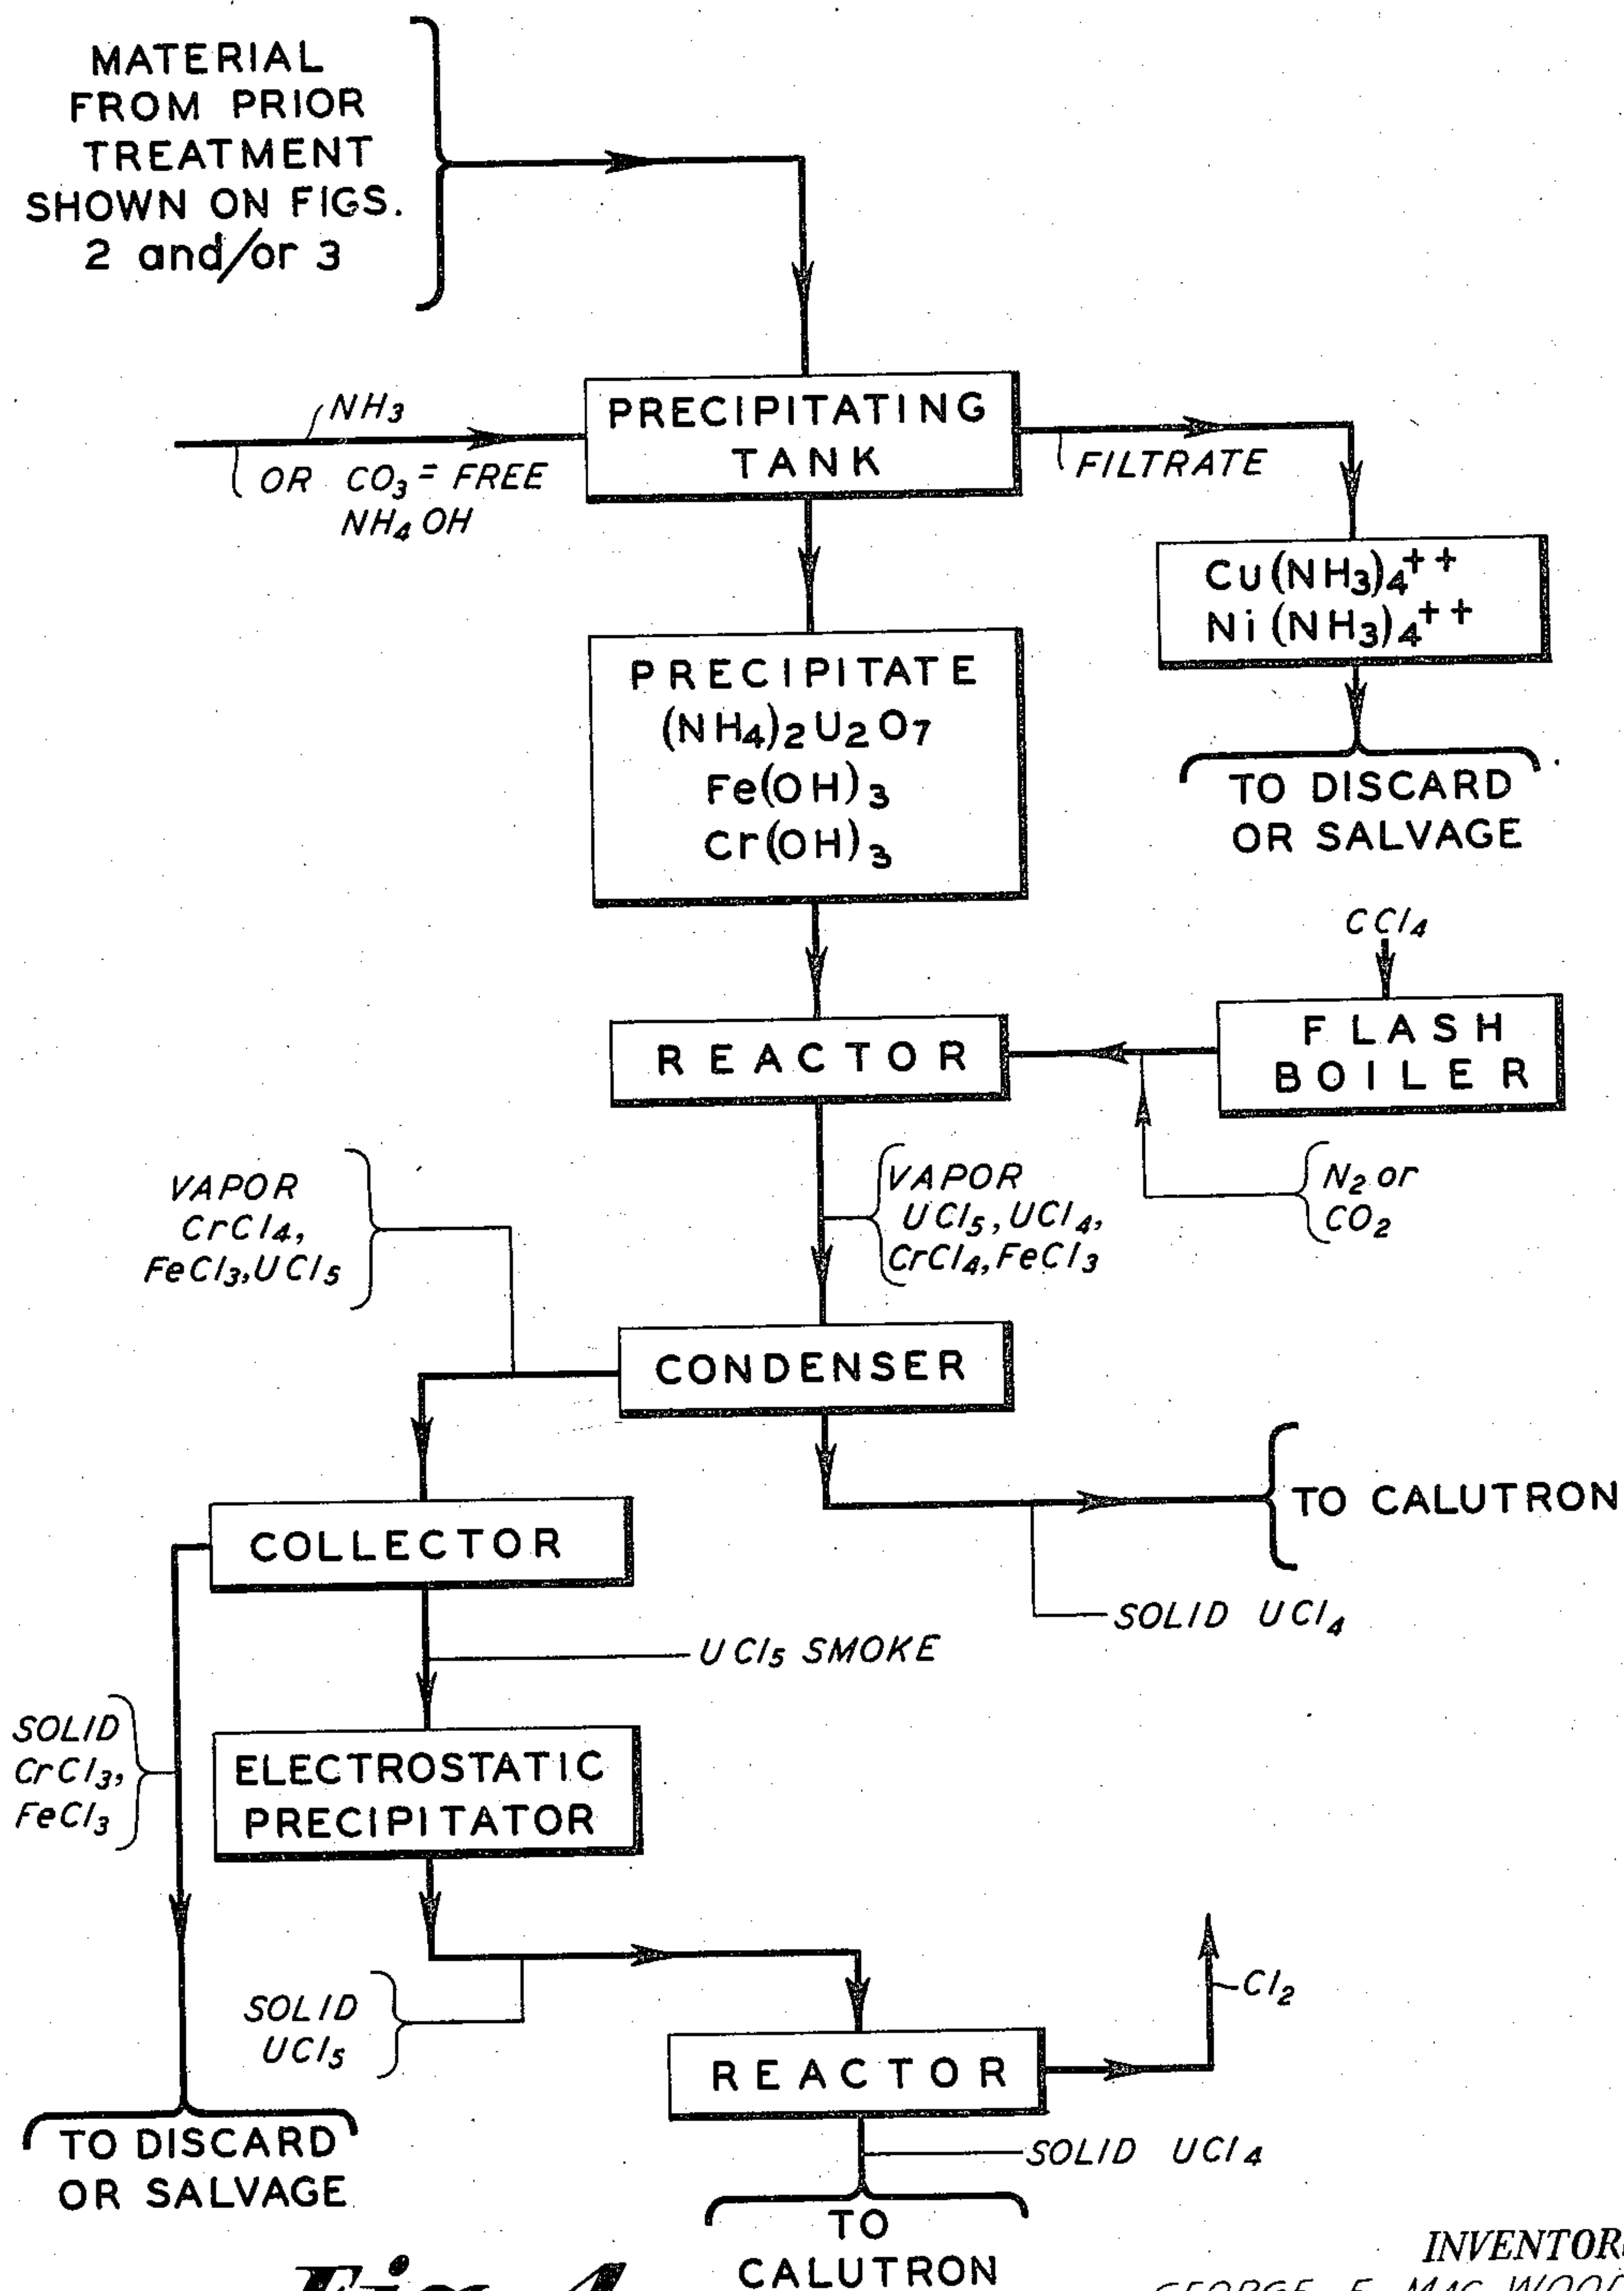 MATERIAL
FROM PRIOR
TREATMENT
SHOWN ON FIGS.
2 and/or 3
NH3
OR CO3= FREE
NH4OH
PRECIPITATING
TANK
FILTRATE
Cu(NH3)4++
Ni(NH3)4++
TO DISCARD
OR SALVAGE
PRECIPITATE
(NH4)2U2O7
Fe(OH)3
Cr(OH)3
CCl4
FLASH
BOILER
REACTOR
N2 or
CO2
VAPOR
UCl5, UCl4,
CrCl4, FeCl3
VAPOR
CrCl4,
FeCl3, UCl5
CONDENSER
TO CALUTRON
SOLID UCl4
COLLECTOR
UCl5 SMOKE
SOLID
CrCl3,
FeCl3
ELECTROSTATIC
PRECIPITATOR
SOLID
UCl5
Cl2
REACTOR
TO DISCARD
OR SALVAGE
SOLID UCl4
TO
CALUTRON
INVENTOR